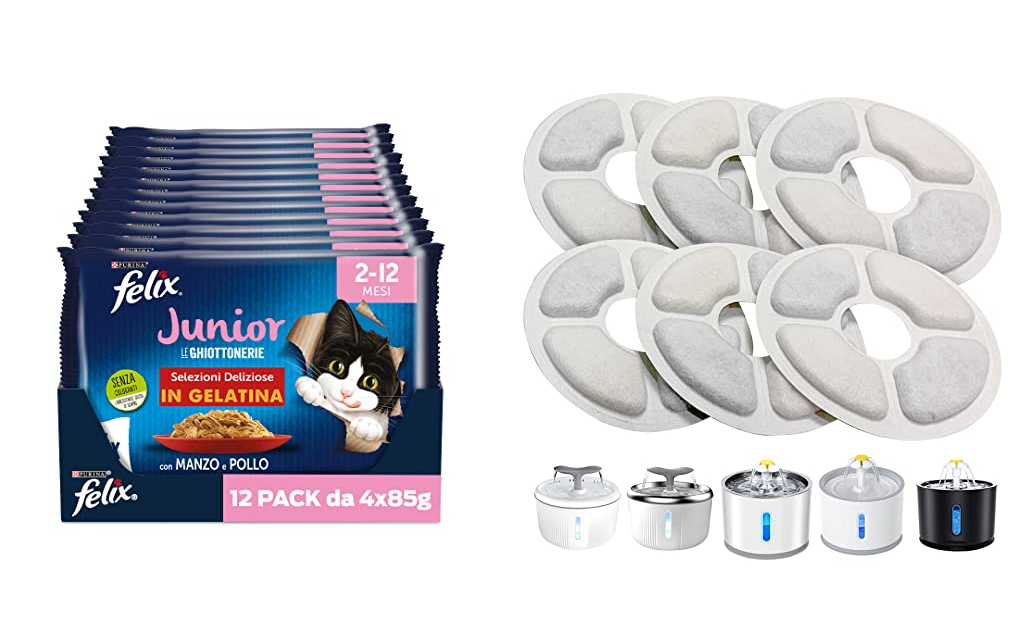 PURINA
felix
2-12
MESI
Junior
LE GHIOTTONERIE
Selezioni Deliziose
IN GELATINA
SENZA
COLORANTI
con MANZO e POLLO
PURINA
felix
12 PACK da 4x85g